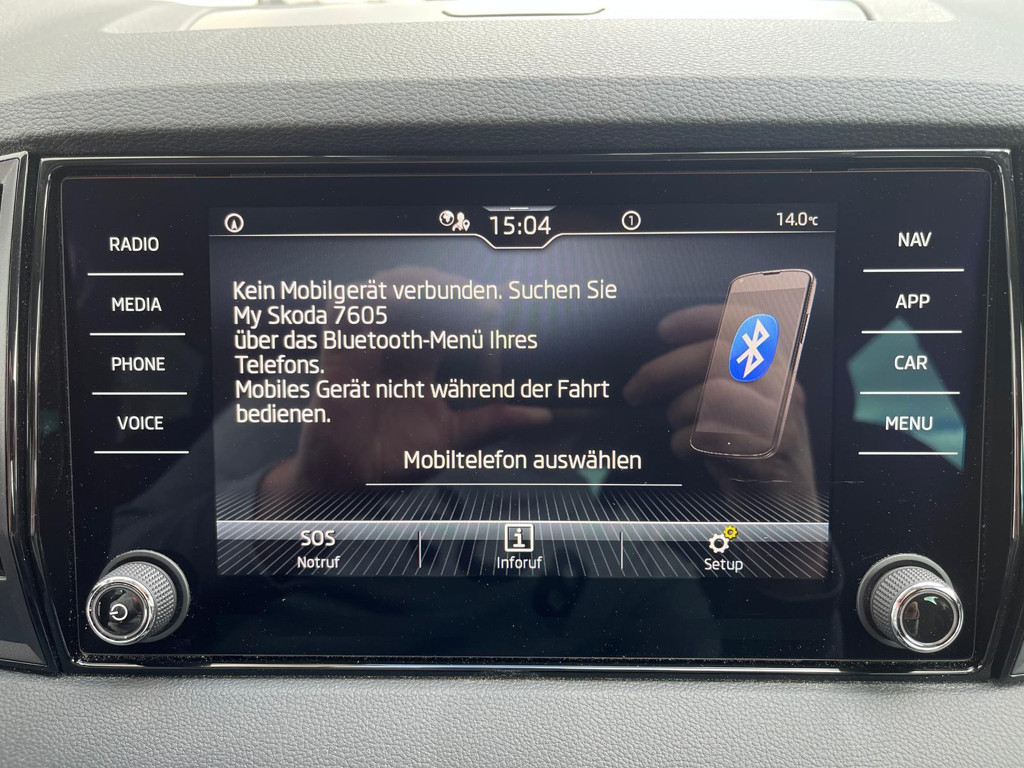 15:04
1
14.0°C
RADIO
MEDIA
PHONE
VOICE
Kein Mobilgerät verbunden. Suchen Sie
My Skoda 7605
über das Bluetooth-Menü Ihres
Telefons.
Mobiles Gerät nicht während der Fahrt
bedienen.
Mobiltelefon auswählen
SOS
Notruf
i
Inforuf
Setup
NAV
APP
CAR
MENU